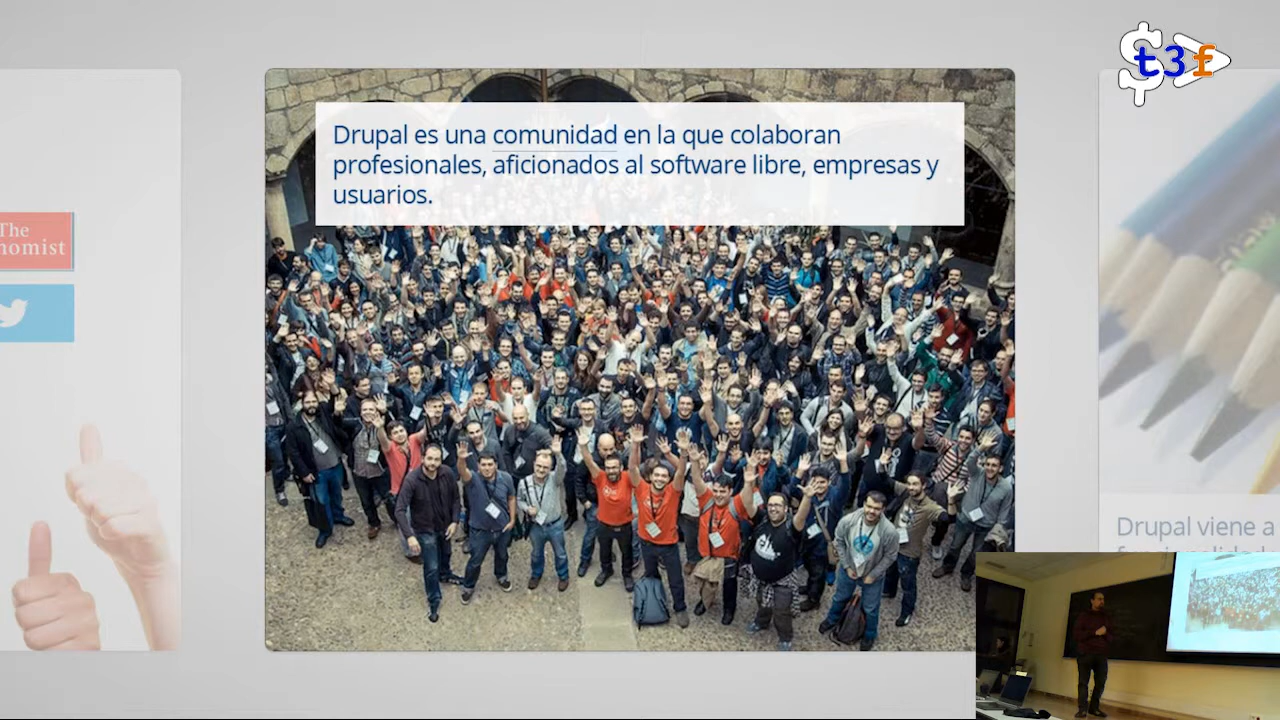 t3f
Drupal es una comunidad en la que colaboran
profesionales, aficionados al software libre, empresas y
usuarios.
The
nomist
Drupal viene a